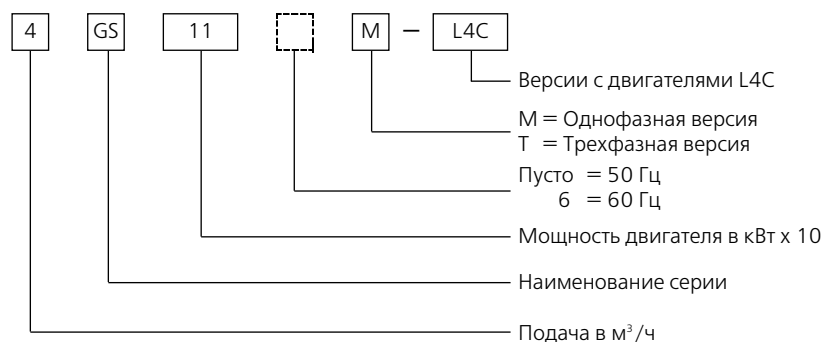 4 GS 11 M – L4C
Версии с двигателями L4C
М = Однофазная версия
Т = Трехфазная версия
Пусто = 50 Гц
6 = 60 Гц
Мощность двигателя в кВт x 10
Наименование серии
Подача в м³/ч